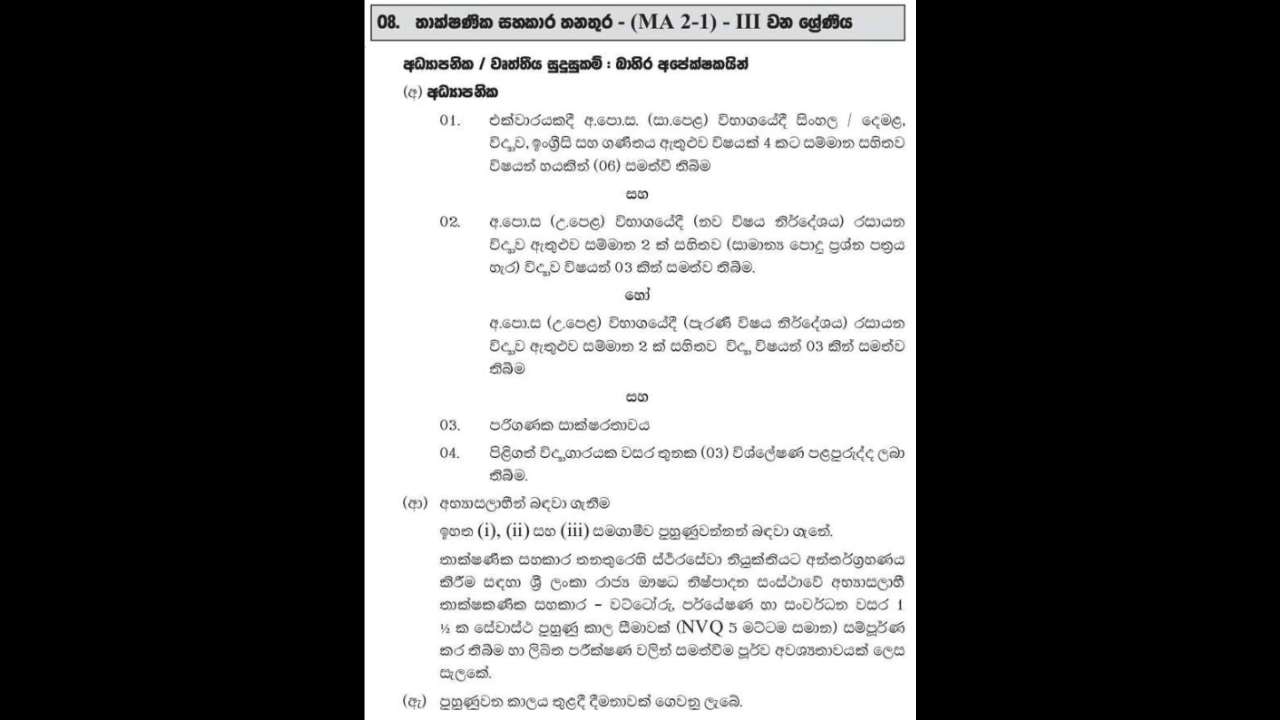 08. තාක්ෂණික සහකාර තනතුර - (MA 2-1) - III වන ශ්‍රේණිය
අධ්‍යාපනික / වෘත්තීය සුදුසුකම් : බාහිර අපේක්ෂකයින්
(අ) අධ්‍යාපනික
01. එක්වාරයකදී අ.පො.ස. (සා.පෙළ) විභාගයේදී සිංහල / දෙමළ,
විද්‍යාව, ඉංග්‍රීසි සහ ගණිතය ඇතුළුව විෂයක් 4 කට සම්මාන සහිතව
විෂයන් හයකින් (06) සමත්වී තිබීම
සහ
02. අ.පො.ස (උ.පෙළ) විභාගයේදී (නව විෂය නිර්දේශය) රසායන
විද්‍යාව ඇතුළුව සම්මාන 2 ක් සහිතව (සාමාන්‍ය පොදු ප්‍රශ්න පත්‍රය
හැර) විද්‍යාව විෂයන් 03 කින් සමත්ව තිබීම.
හෝ
අ.පො.ස (උ.පෙළ) විභාගයේදී (පැරණි විෂය නිර්දේශය) රසායන
විද්‍යාව ඇතුළුව සම්මාන 2 ක් සහිතව විද්‍යා විෂයන් 03 කින් සමත්ව
තිබීම
සහ
03. පරිගණක සාක්ෂරතාවය
04. පිළිගත් විද්‍යාගාරයක වසර තුනක (03) විශ්ලේෂණ පළපුරුද්ද ලබා
තිබීම.
(ආ) අභ්‍යාසලාභීන් බඳවා ගැනීම
ඉහත (i), (ii) සහ (iii) සමගාමීව පුහුණුවන්නන් බඳවා ගැනේ.
තාක්ෂණික සහකාර තනතුරෙහි ස්ථිරසේවා නියුක්තියට අන්තර්ග්‍රහණය
කිරීම සඳහා ශ්‍රී ලංකා රාජ්‍ය ඖෂධ නිෂ්පාදන සංස්ථාවේ අභ්‍යාසලාභී
තාක්ෂකණික සහකාර - වට්ටෝරු, පර්යේෂණ හා සංවර්ධන වසර 1
½ ක සේවාස්ථ පුහුණු කාල සීමාවක් (NVQ 5 මට්ටම සමාන) සම්පූර්ණ
කර තිබීම හා ලිඛිත පරීක්ෂණ වලින් සමත්වීම පූර්ව අවශ්‍යතාවයක් ලෙස
සැලකේ.
(ඇ) පුහුණුවන කාලය තුළදී දීමනාවක් ගෙවනු ලැබේ.